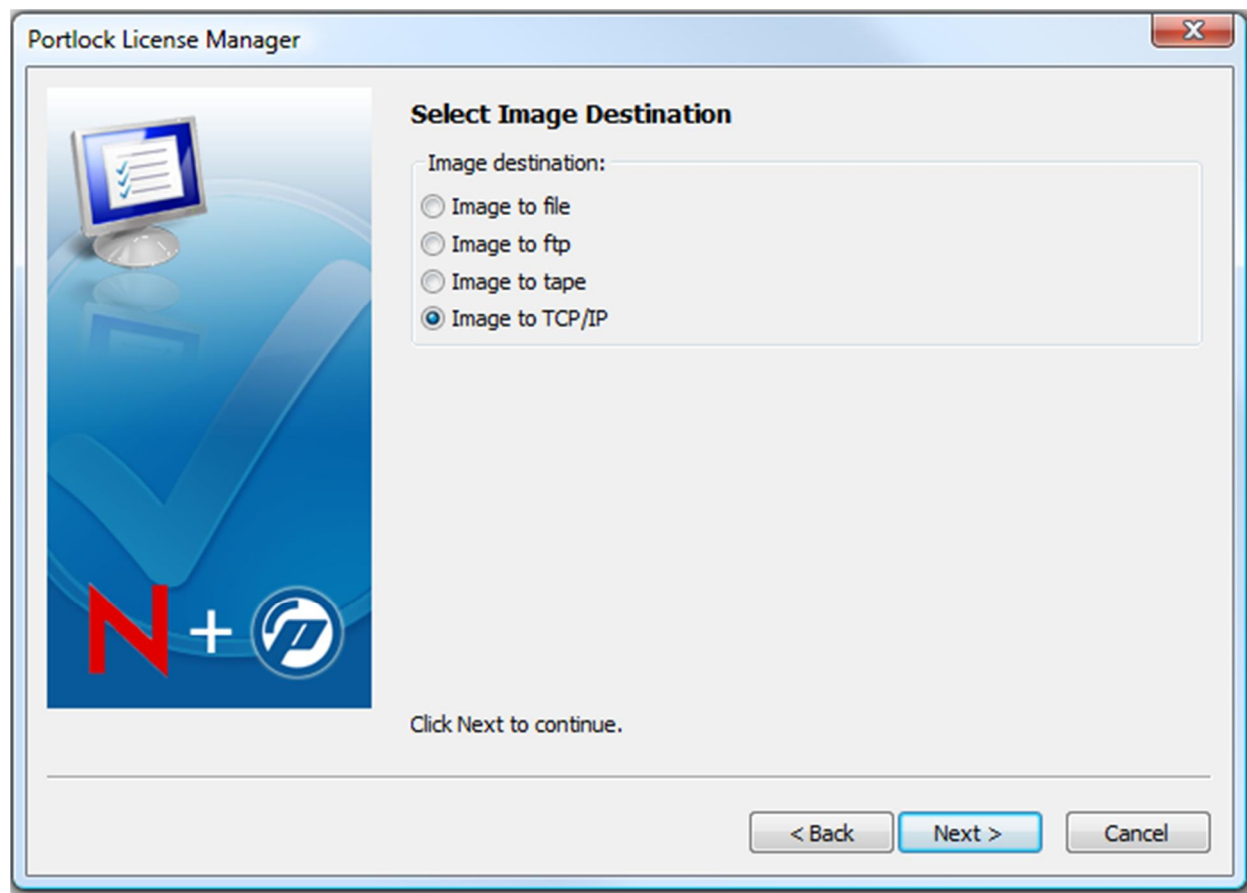 Portlock License Manager
Select Image Destination
Image destination:
Image to file
Image to ftp
Image to tape
Image to TCP/IP
N + P
Click Next to continue.
< Back Next > Cancel